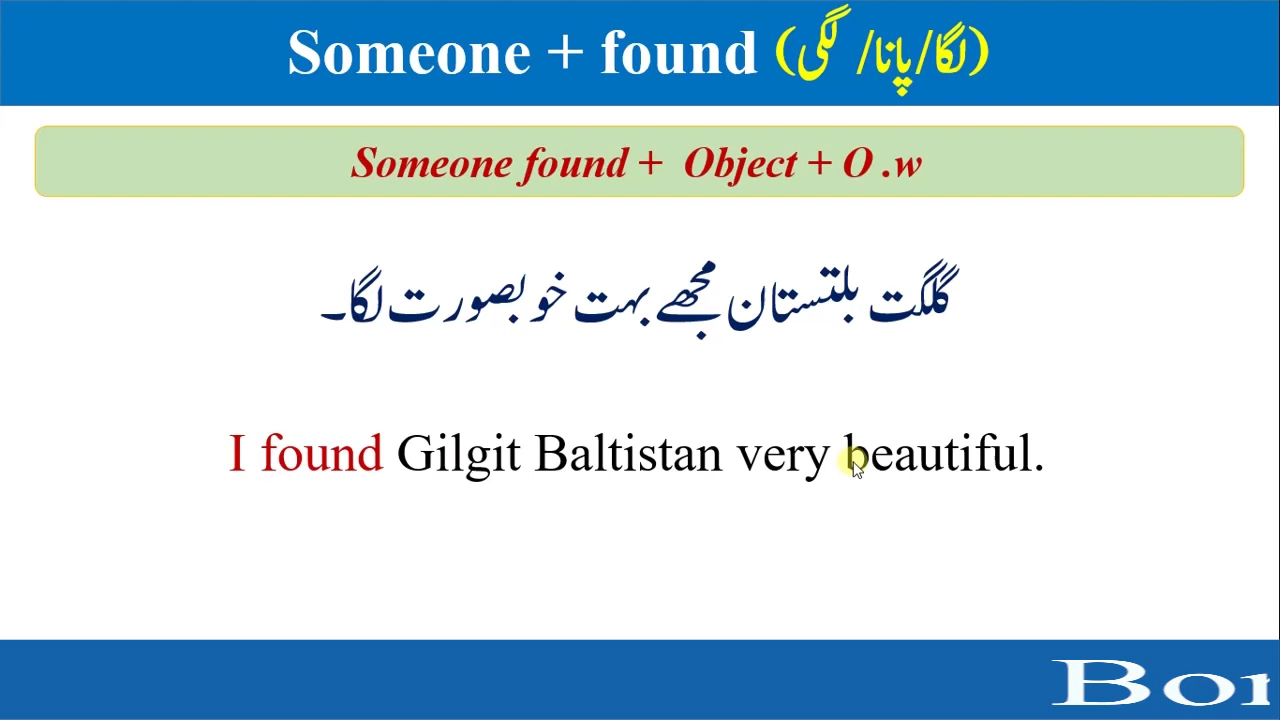 Someone + found (لگا/پانا/لگی)
Someone found + Object + O .w
گلگت بلتستان مجھے بہت خوبصورت لگا۔
I found Gilgit Baltistan very beautiful.